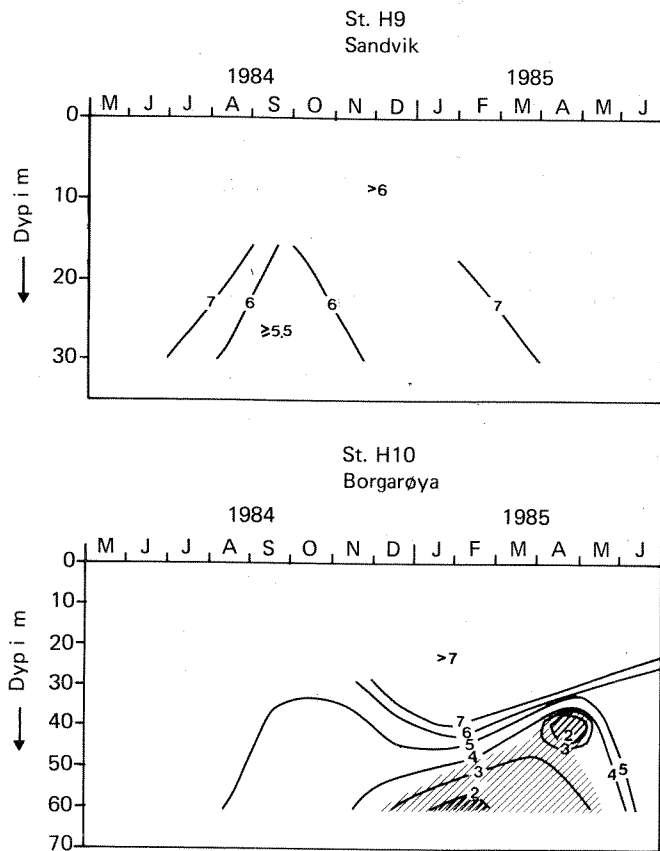 St. H9
Sandvik
1984 1985
M J J A S O N D J F M A M J
0
10
20
30
Dyp i m
>6
7 6 6 7
≥5,5
St. H10
Borgarøya
1984 1985
M J J A S O N D J F M A M J
0
10
20
30
40
50
60
70
Dyp i m
>7
7
6
5
4
3
2
2
3
4 5